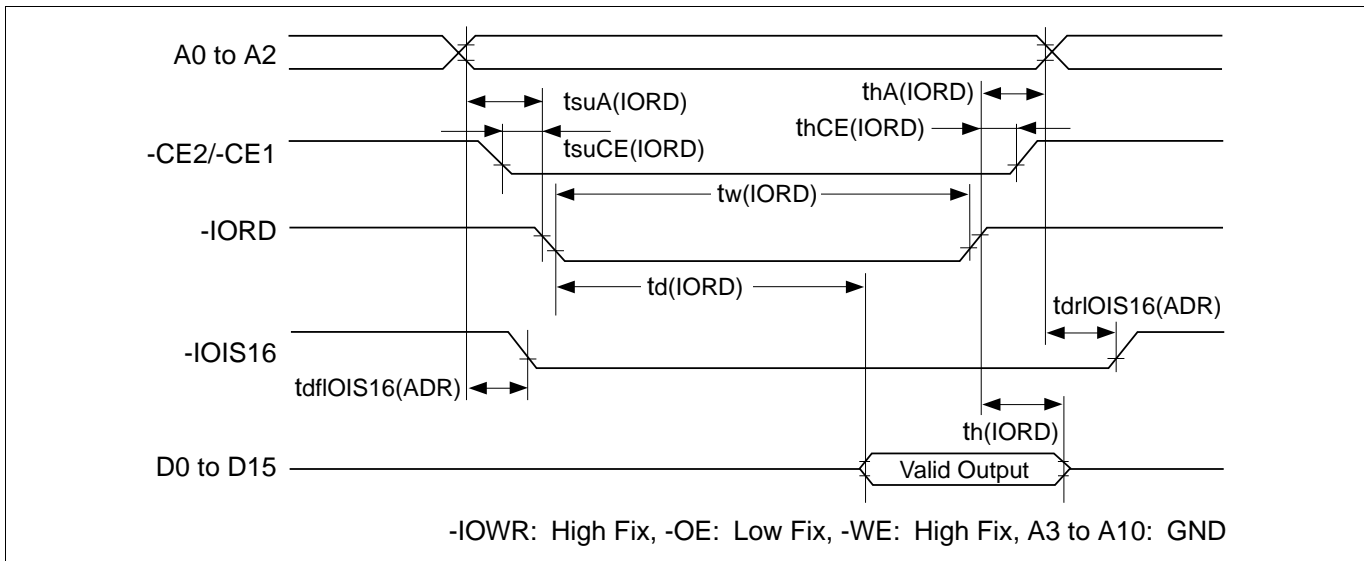 A0 to A2
tsuA(IORD)
thA(IORD)
thCE(IORD)
-CE2/-CE1
tsuCE(IORD)
tw(IORD)
-IORD
td(IORD)
tdrIOIS16(ADR)
-IOIS16
tdfIOIS16(ADR)
th(IORD)
D0 to D15
Valid Output
-IOWR: High Fix, -OE: Low Fix, -WE: High Fix, A3 to A10: GND